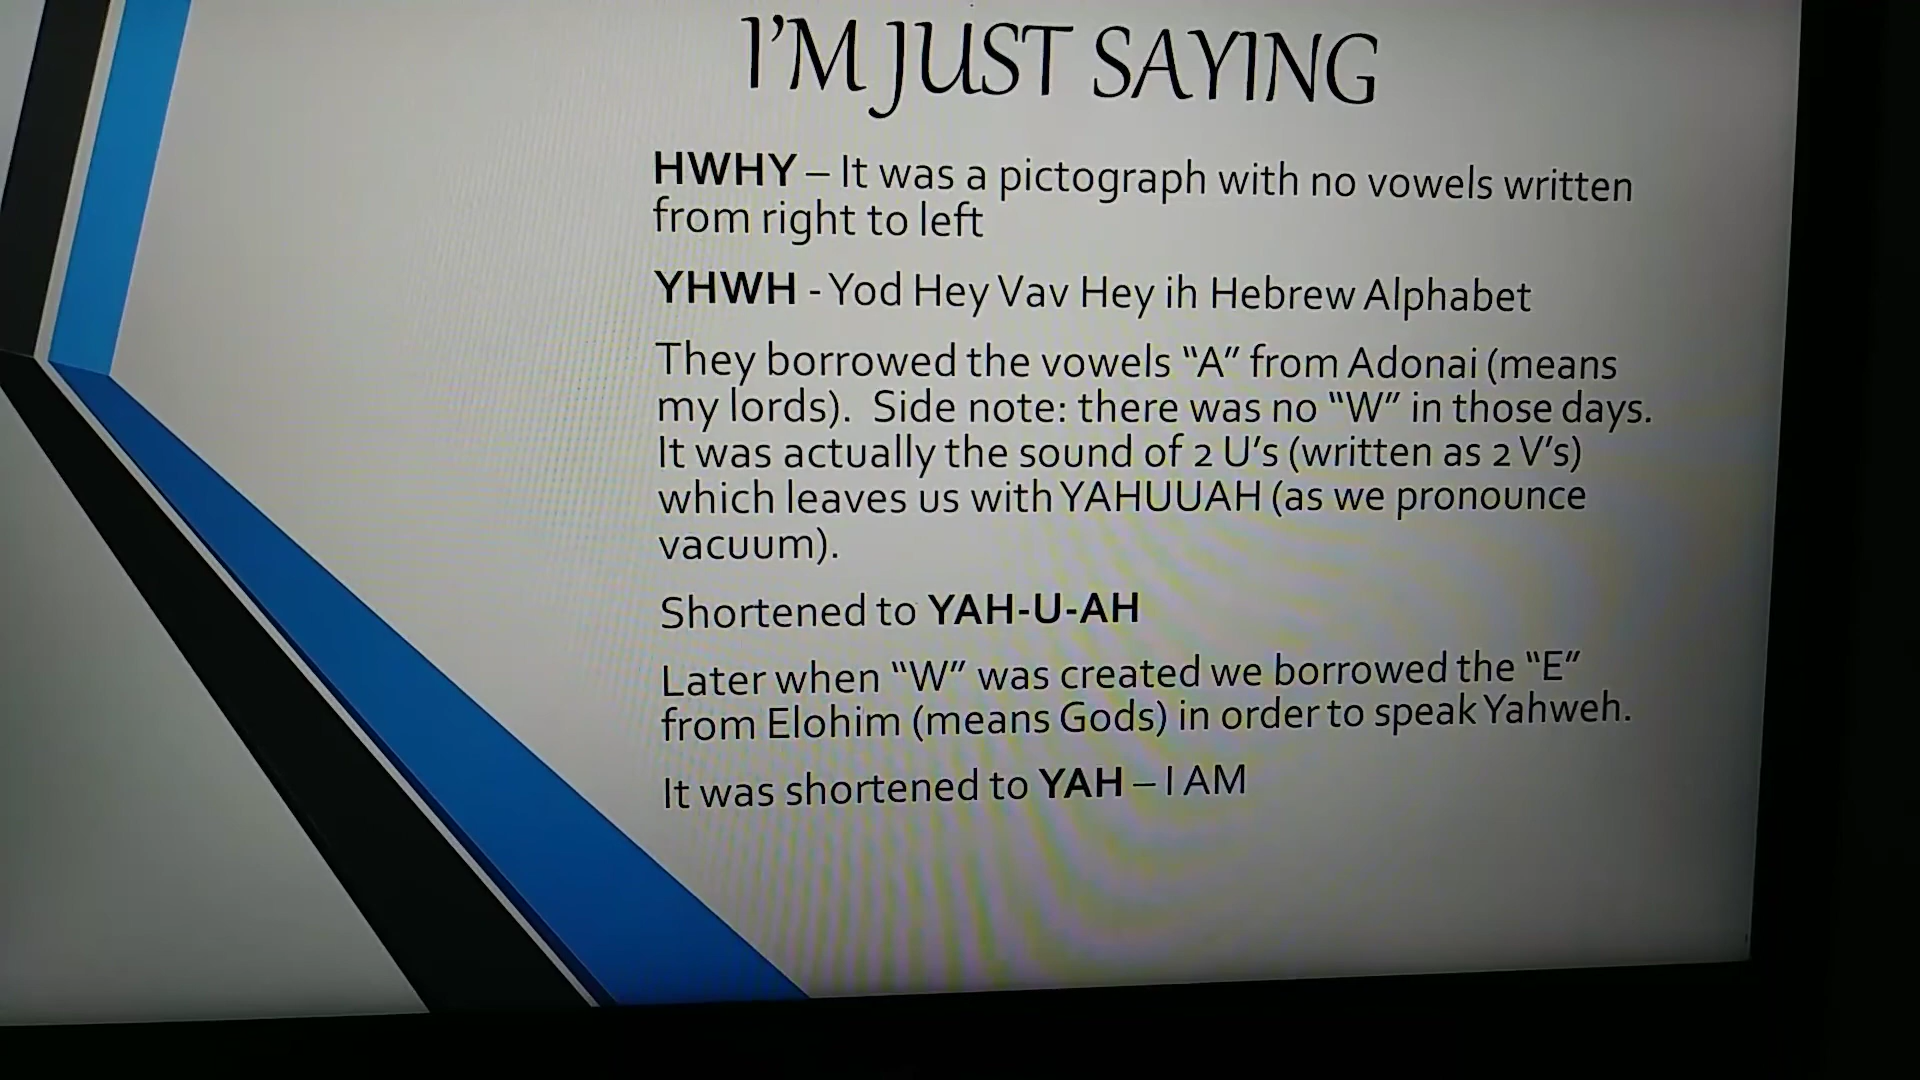 I'M JUST SAYING
HWHY – It was a pictograph with no vowels written
from right to left
YHWH - Yod Hey Vav Hey ih Hebrew Alphabet
They borrowed the vowels “A” from Adonai (means
my lords).  Side note: there was no “W” in those days.
It was actually the sound of 2 U's (written as 2 V's)
which leaves us with YAHUUAH (as we pronounce
vacuum).
Shortened to YAH-U-AH
Later when “W” was created we borrowed the “E”
from Elohim (means Gods) in order to speak Yahweh.
It was shortened to YAH – I AM